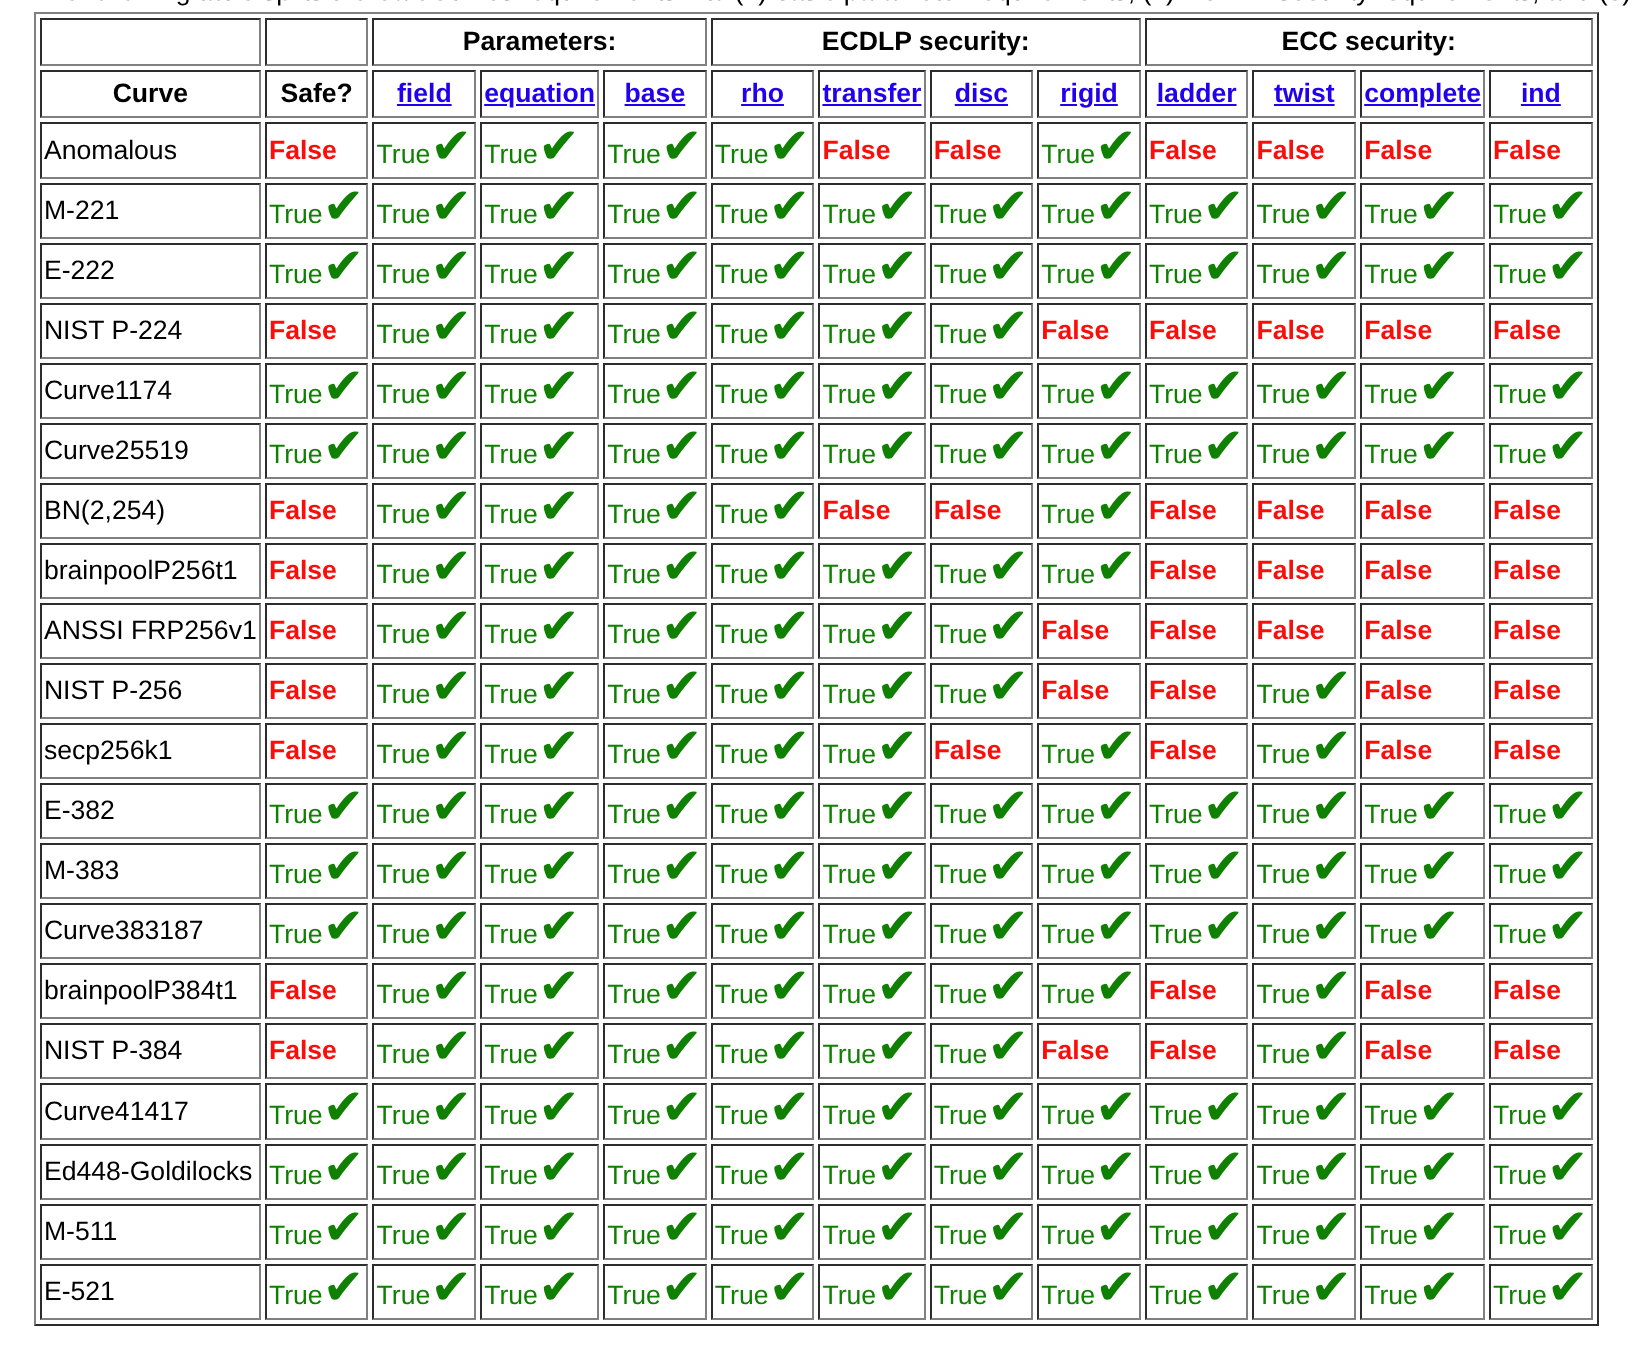 Parameters: ECDLP security: ECC security:
Curve Safe? field equation base rho transfer disc rigid ladder twist complete ind
Anomalous False True✔ True✔ True✔ True✔ False False True✔ False False False False
M-221 True✔ True✔ True✔ True✔ True✔ True✔ True✔ True✔ True✔ True✔ True✔ True✔
E-222 True✔ True✔ True✔ True✔ True✔ True✔ True✔ True✔ True✔ True✔ True✔ True✔
NIST P-224 False True✔ True✔ True✔ True✔ True✔ True✔ False False False False False
Curve1174 True✔ True✔ True✔ True✔ True✔ True✔ True✔ True✔ True✔ True✔ True✔ True✔
Curve25519 True✔ True✔ True✔ True✔ True✔ True✔ True✔ True✔ True✔ True✔ True✔ True✔
BN(2,254) False True✔ True✔ True✔ True✔ False False True✔ False False False False
brainpoolP256t1 False True✔ True✔ True✔ True✔ True✔ True✔ True✔ False False False False
ANSSI FRP256v1 False True✔ True✔ True✔ True✔ True✔ True✔ False False False False False
NIST P-256 False True✔ True✔ True✔ True✔ True✔ True✔ False False True✔ False False
secp256k1 False True✔ True✔ True✔ True✔ True✔ False True✔ False True✔ False False
E-382 True✔ True✔ True✔ True✔ True✔ True✔ True✔ True✔ True✔ True✔ True✔ True✔
M-383 True✔ True✔ True✔ True✔ True✔ True✔ True✔ True✔ True✔ True✔ True✔ True✔
Curve383187 True✔ True✔ True✔ True✔ True✔ True✔ True✔ True✔ True✔ True✔ True✔ True✔
brainpoolP384t1 False True✔ True✔ True✔ True✔ True✔ True✔ True✔ False True✔ False False
NIST P-384 False True✔ True✔ True✔ True✔ True✔ True✔ False False True✔ False False
Curve41417 True✔ True✔ True✔ True✔ True✔ True✔ True✔ True✔ True✔ True✔ True✔ True✔
Ed448-Goldilocks True✔ True✔ True✔ True✔ True✔ True✔ True✔ True✔ True✔ True✔ True✔ True✔
M-511 True✔ True✔ True✔ True✔ True✔ True✔ True✔ True✔ True✔ True✔ True✔ True✔
E-521 True✔ True✔ True✔ True✔ True✔ True✔ True✔ True✔ True✔ True✔ True✔ True✔